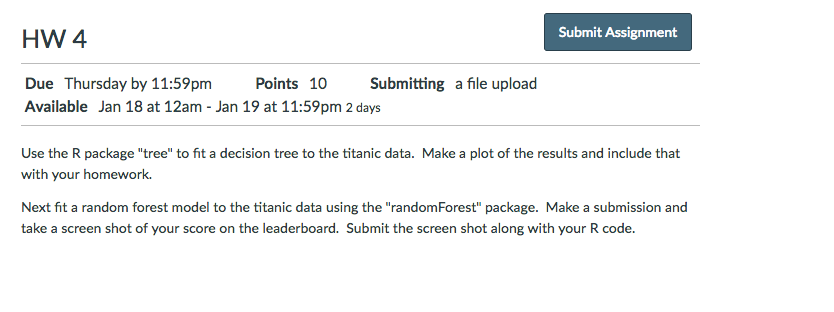 HW 4
Submit Assignment
Due Thursday by 11:59pm Points 10 Submitting a file upload
Available Jan 18 at 12am - Jan 19 at 11:59pm 2 days
Use the R package "tree" to fit a decision tree to the titanic data. Make a plot of the results and include that
with your homework.
Next fit a random forest model to the titanic data using the "randomForest" package. Make a submission and
take a screen shot of your score on the leaderboard. Submit the screen shot along with your R code.